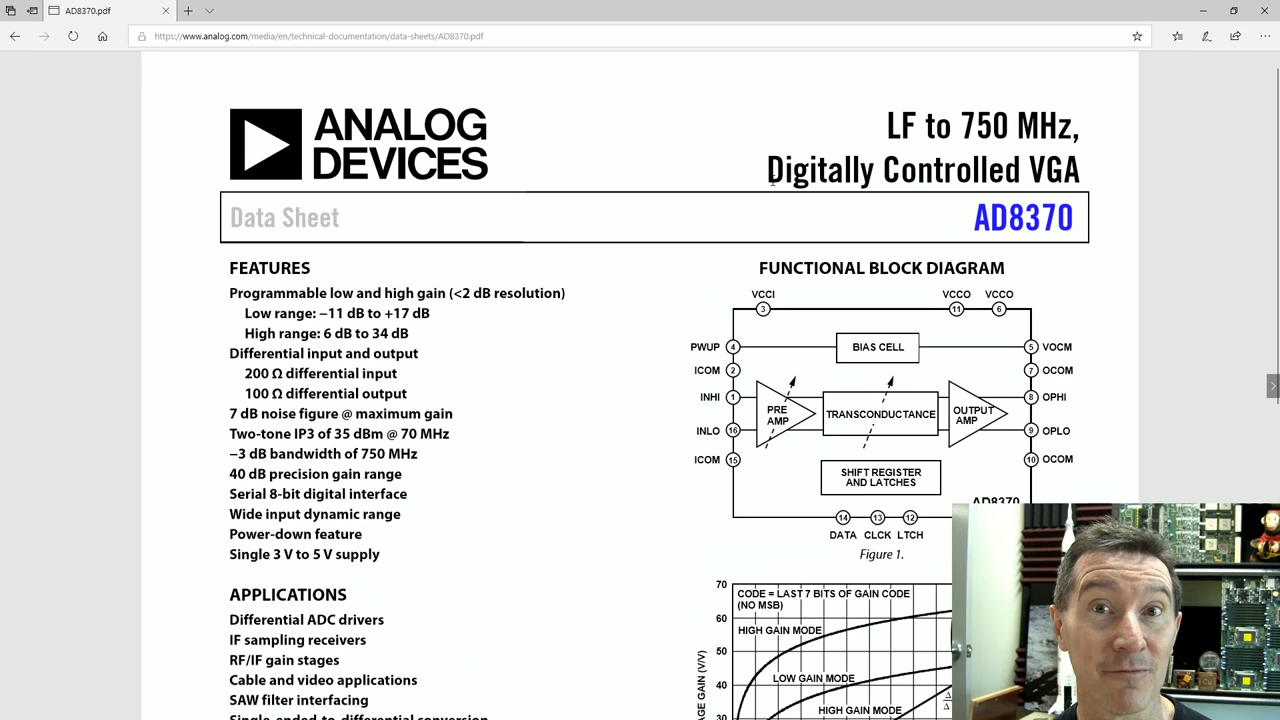 AD8370.pdf
https://www.analog.com/media/en/technical-documentation/data-sheets/AD8370.pdf
ANALOG
DEVICES
LF to 750 MHz,
Digitally Controlled VGA
Data Sheet
AD8370
FEATURES
Programmable low and high gain (<2 dB resolution)
Low range: −11 dB to +17 dB
High range: 6 dB to 34 dB
Differential input and output
200 Ω differential input
100 Ω differential output
7 dB noise figure @ maximum gain
Two-tone IP3 of 35 dBm @ 70 MHz
−3 dB bandwidth of 750 MHz
40 dB precision gain range
Serial 8-bit digital interface
Wide input dynamic range
Power-down feature
Single 3 V to 5 V supply
APPLICATIONS
Differential ADC drivers
IF sampling receivers
RF/IF gain stages
Cable and video applications
SAW filter interfacing
Single-ended-to-differential conversion
FUNCTIONAL BLOCK DIAGRAM
VCCI VCCO VCCO
3 11 6
PWUP 4 BIAS CELL 5 VOCM
ICOM 2 7 OCOM
INHI 1 8 OPHI
PRE
AMP
TRANSCONDUCTANCE
OUTPUT
AMP
INLO 16 9 OPLO
ICOM 15 10 OCOM
SHIFT REGISTER
AND LATCHES
AD8370
14 13 12
DATA CLCK LTCH
Figure 1.
70
CODE = LAST 7 BITS OF GAIN CODE
(NO MSB)
60
HIGH GAIN MODE
50
LOW GAIN MODE
40
HIGH GAIN MODE
30
AGE GAIN (V/V)
Δ
Δ